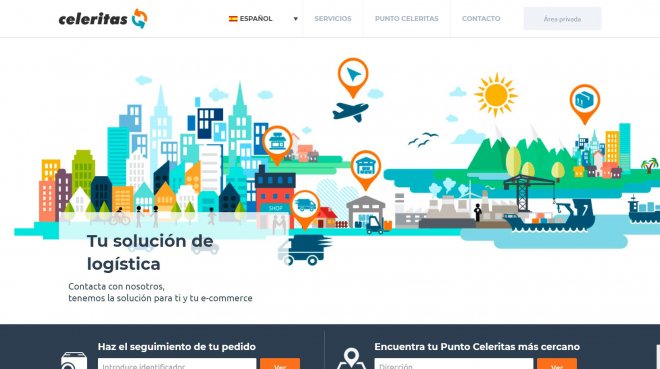 celeritas
ESPAÑOL
SERVICIOS
PUNTO CELERITAS
CONTACTO
Área privada
SHOP
Tu solución de
logística
Contacta con nosotros,
tenemos la solución para ti y tu e-commerce
Haz el seguimiento de tu pedido
Introduce identificador
Ver
Encuentra tu Punto Celeritas más cercano
Dirección
Ver